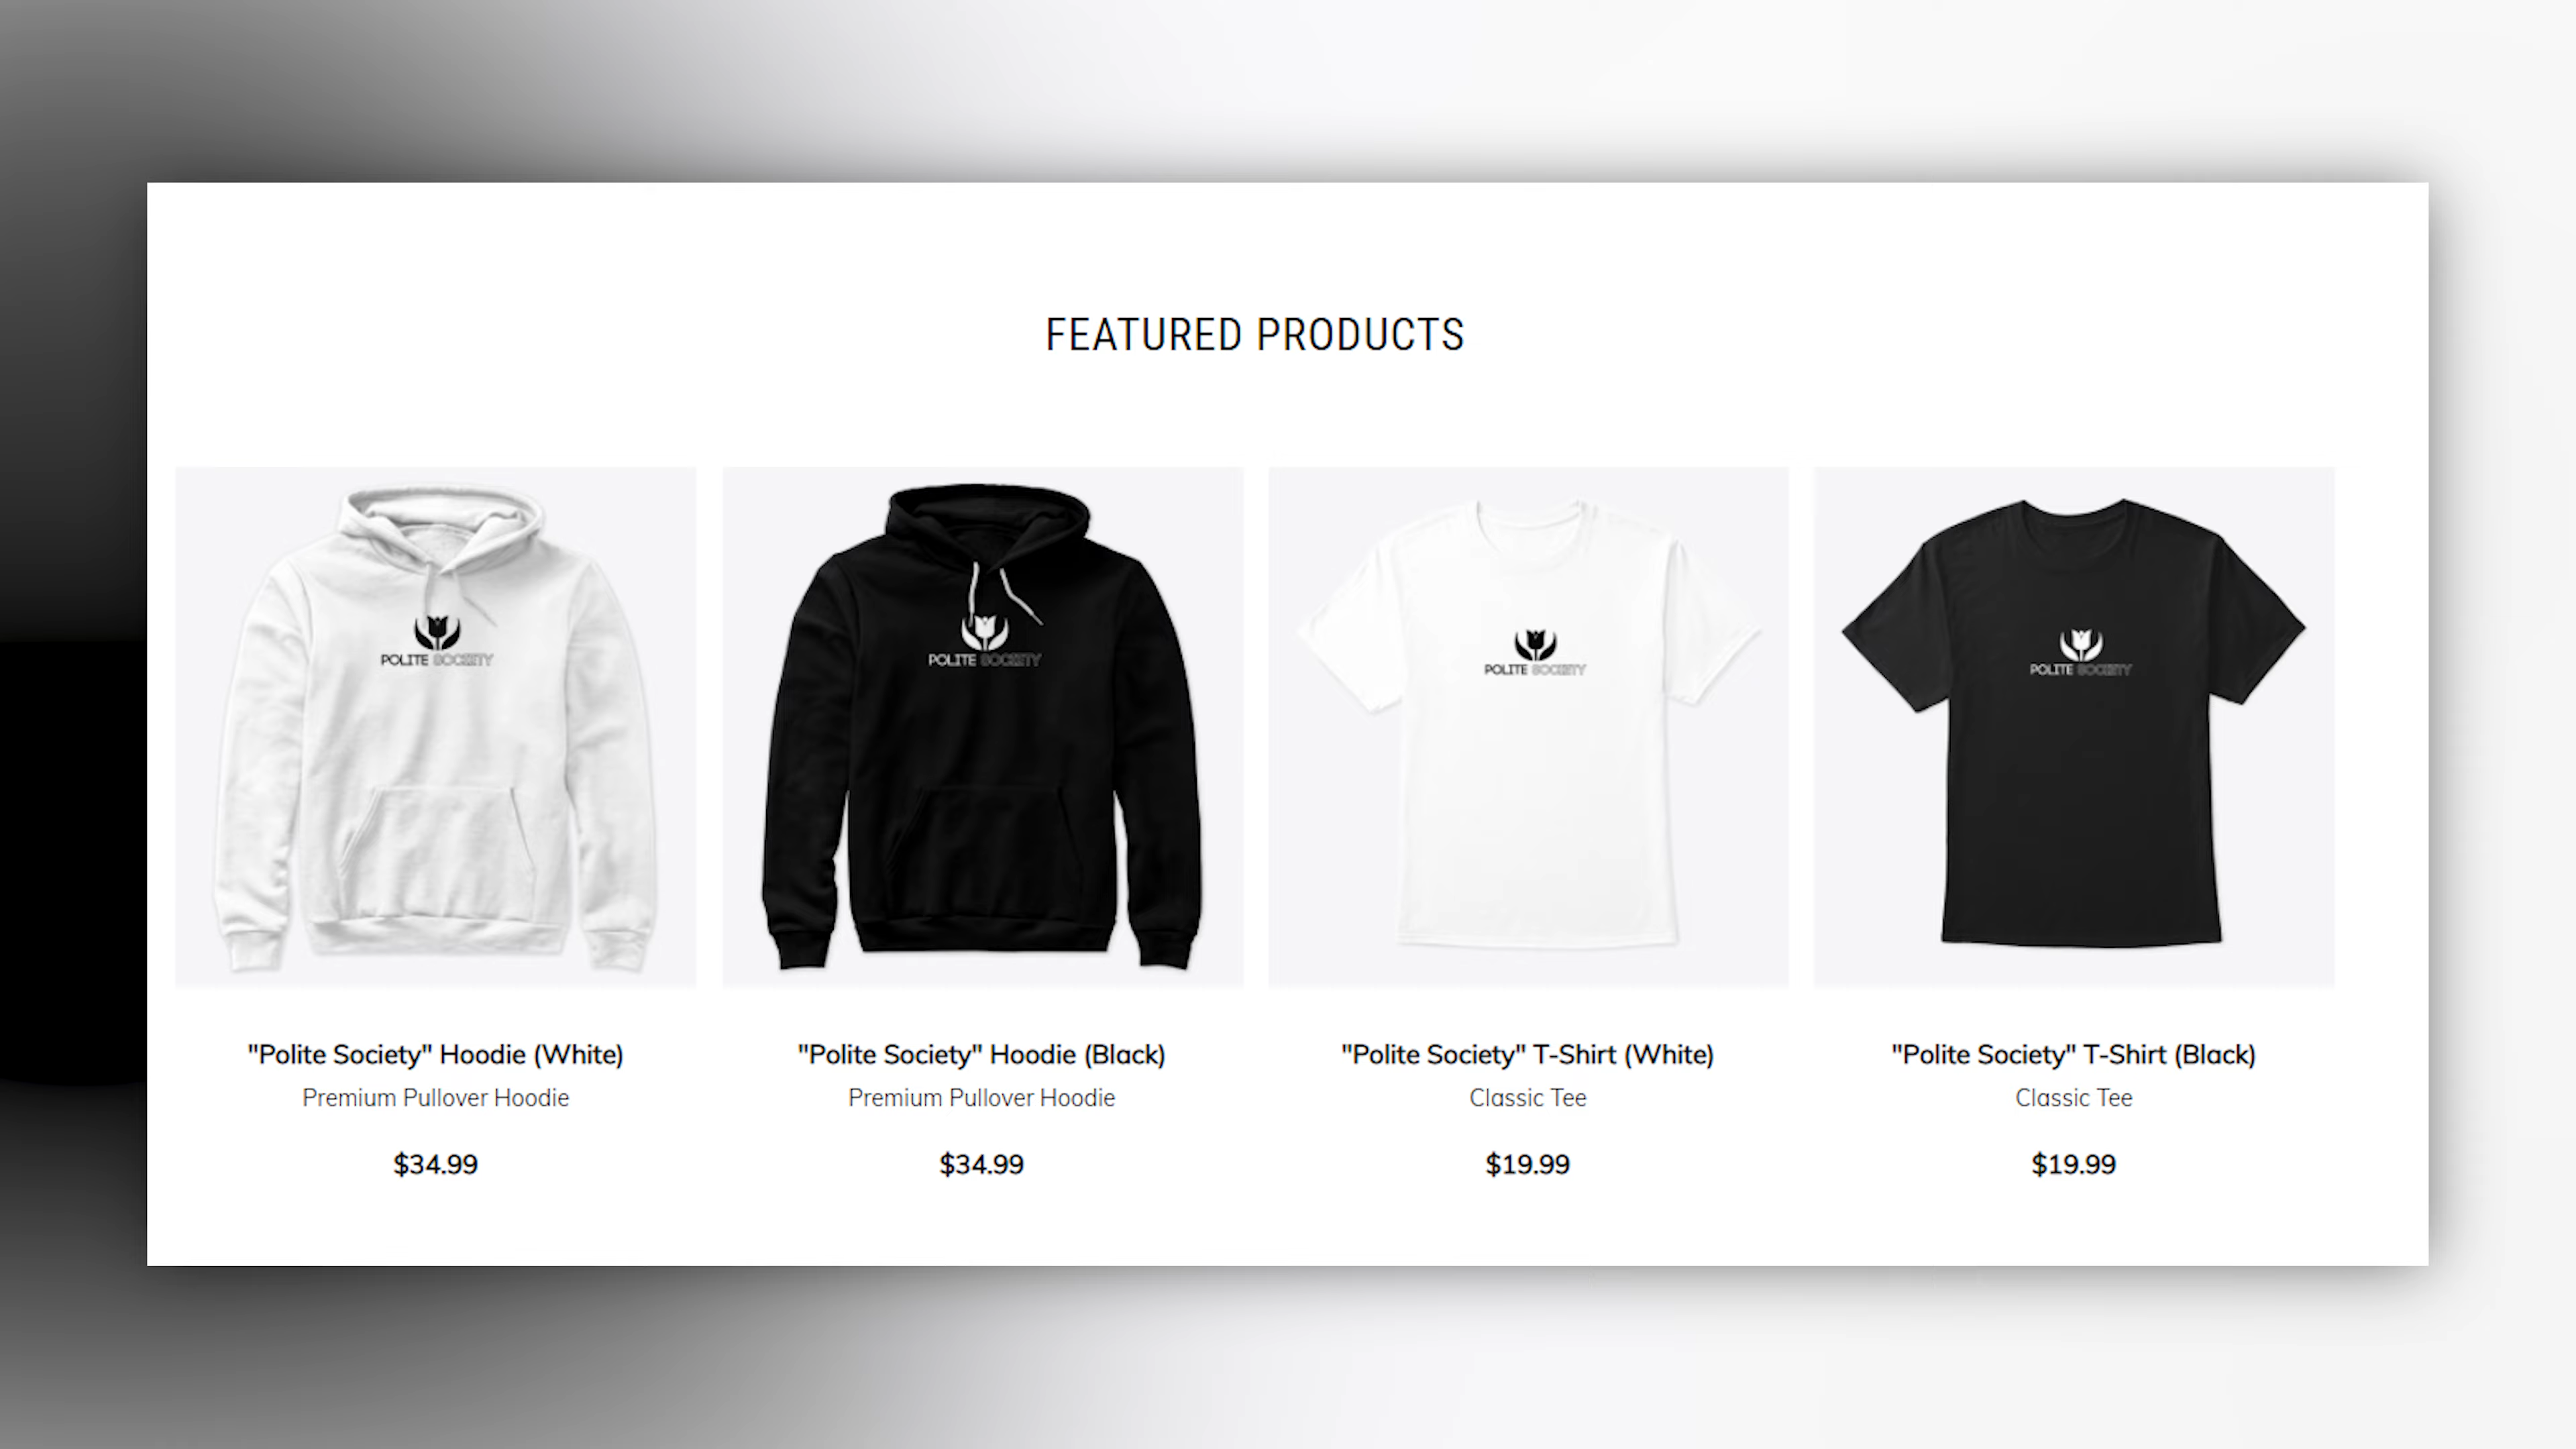 FEATURED PRODUCTS
POLITE SOCIETY
POLITE SOCIETY
POLITE SOCIETY
POLITE SOCIETY
"Polite Society" Hoodie (White)
Premium Pullover Hoodie
$34.99
"Polite Society" Hoodie (Black)
Premium Pullover Hoodie
$34.99
"Polite Society" T-Shirt (White)
Classic Tee
$19.99
"Polite Society" T-Shirt (Black)
Classic Tee
$19.99